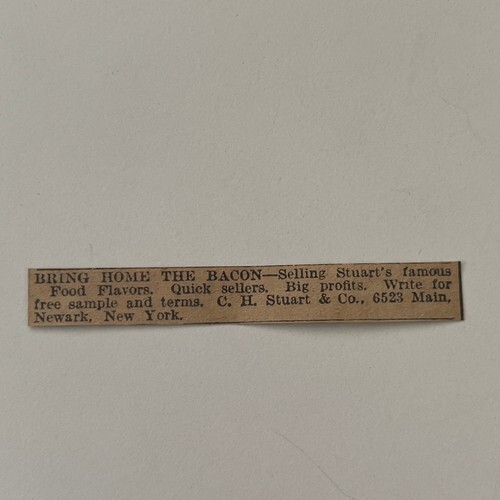 BRING HOME THE BACON—Selling Stuart's famous
Food Flavors. Quick sellers. Big profits. Write for
free sample and terms. C. H. Stuart & Co., 6523 Main,
Newark, New York.